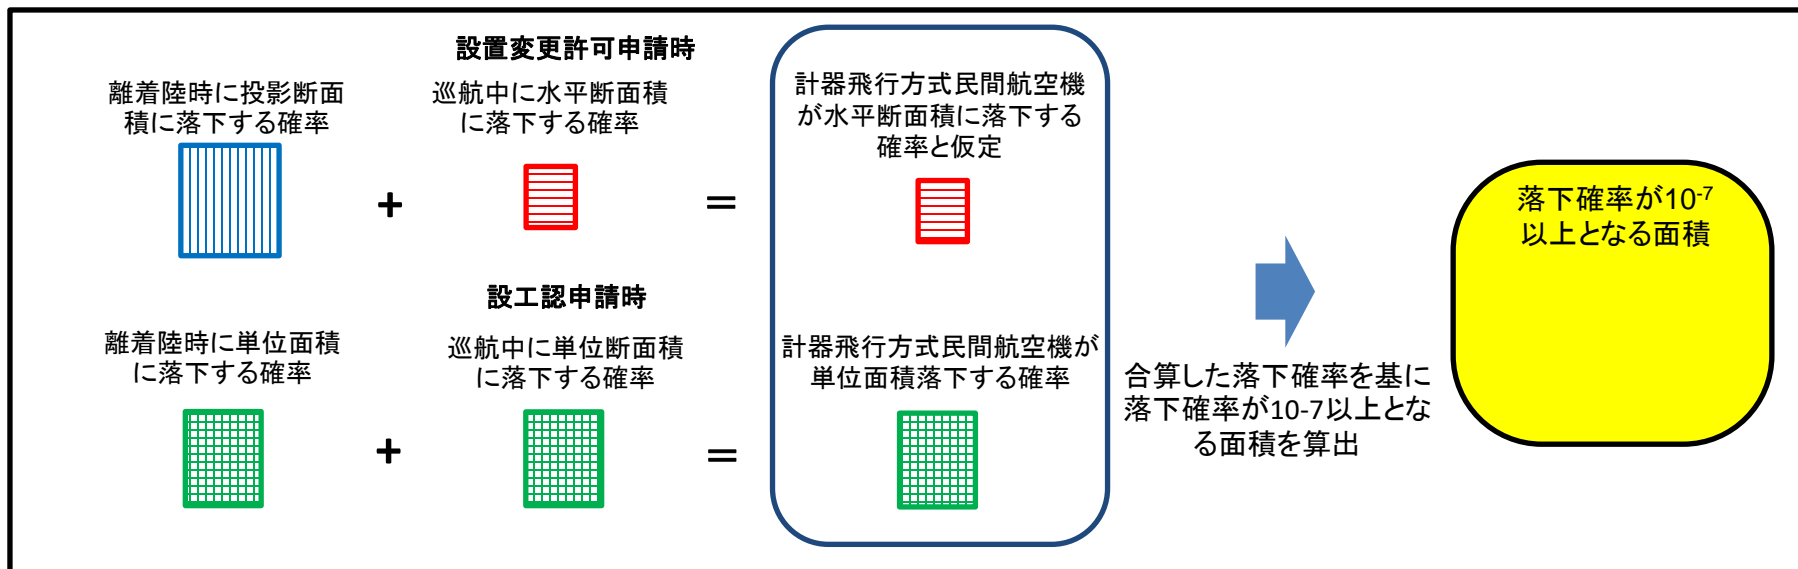 設置変更許可申請時
離着陸時に投影断面
積に落下する確率
+
巡航中に水平断面積
に落下する確率
=
計器飛行方式民間航空機
が水平断面積に落下する
確率と仮定
設工認申請時
離着陸時に単位面積
に落下する確率
+
巡航中に単位断面積
に落下する確率
=
計器飛行方式民間航空機が
単位面積落下する確率
合算した落下確率を基に
落下確率が10-7以上とな
る面積を算出
落下確率が10⁻⁷
以上となる面積